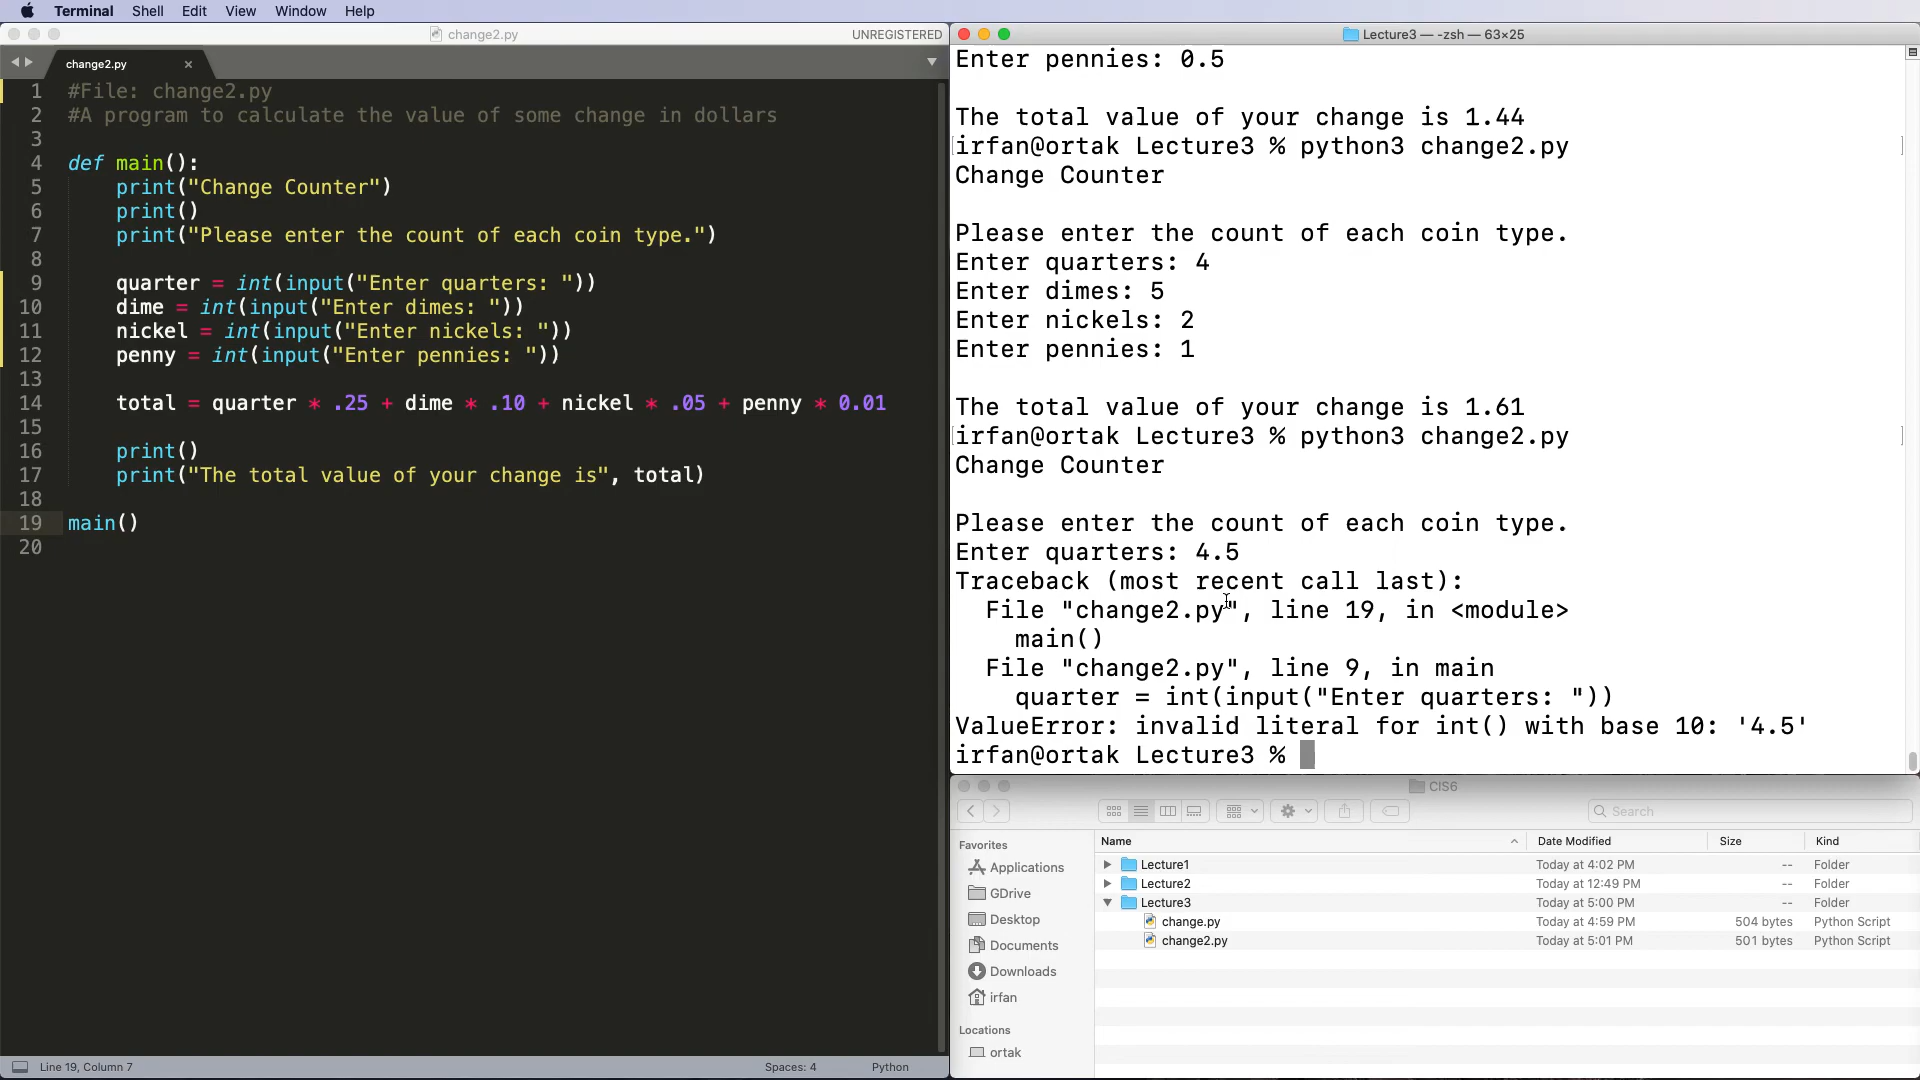 Terminal Shell Edit View Window Help
change2.py UNREGISTERED
change2.py
1 #File: change2.py
2 #A program to calculate the value of some change in dollars
3
4 def main():
5 print("Change Counter")
6 print()
7 print("Please enter the count of each coin type.")
8
9 quarter = int(input("Enter quarters: "))
10 dime = int(input("Enter dimes: "))
11 nickel = int(input("Enter nickels: "))
12 penny = int(input("Enter pennies: "))
13
14 total = quarter * .25 + dime * .10 + nickel * .05 + penny * 0.01
15
16 print()
17 print("The total value of your change is", total)
18
19 main()
20
Line 19, Column 7 Spaces: 4 Python
Lecture3 — -zsh — 63×25
Enter pennies: 0.5
The total value of your change is 1.44
irfan@ortak Lecture3 % python3 change2.py
Change Counter
Please enter the count of each coin type.
Enter quarters: 4
Enter dimes: 5
Enter nickels: 2
Enter pennies: 1
The total value of your change is 1.61
irfan@ortak Lecture3 % python3 change2.py
Change Counter
Please enter the count of each coin type.
Enter quarters: 4.5
Traceback (most recent call last):
File "change2.py", line 19, in <module>
main()
File "change2.py", line 9, in main
quarter = int(input("Enter quarters: "))
ValueError: invalid literal for int() with base 10: '4.5'
irfan@ortak Lecture3 %
CIS6
Search
Favorites
Applications
GDrive
Desktop
Documents
Downloads
irfan
Locations
ortak
Name Date Modified Size Kind
Lecture1 Today at 4:02 PM -- Folder
Lecture2 Today at 12:49 PM -- Folder
Lecture3 Today at 5:00 PM -- Folder
change.py Today at 4:59 PM 504 bytes Python Script
change2.py Today at 5:01 PM 501 bytes Python Script